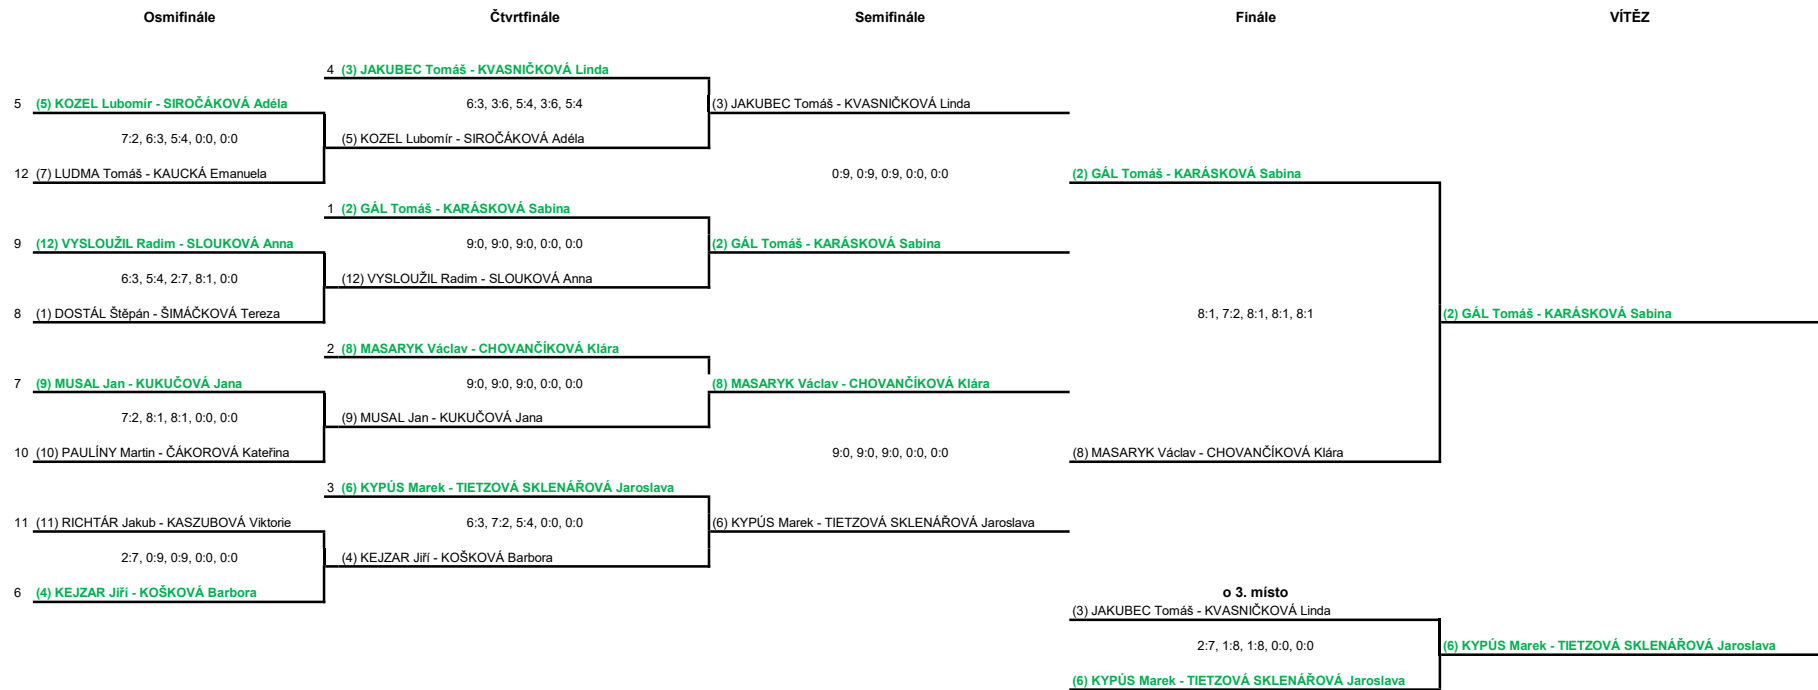 Osmifinále Čtvrtfinále Semifinále Finále VÍTĚZ
4 (3) JAKUBEC Tomáš - KVASNIČKOVÁ Linda
5 (5) KOZEL Lubomír - SIROČÁKOVÁ Adéla 6:3, 3:6, 5:4, 3:6, 5:4 (3) JAKUBEC Tomáš - KVASNIČKOVÁ Linda
7:2, 6:3, 5:4, 0:0, 0:0 (5) KOZEL Lubomír - SIROČÁKOVÁ Adéla
12 (7) LUDMA Tomáš - KAUCKÁ Emanuela 0:9, 0:9, 0:9, 0:0, 0:0 (2) GÁL Tomáš - KARÁSKOVÁ Sabina
1 (2) GÁL Tomáš - KARÁSKOVÁ Sabina
9 (12) VYSLOUŽIL Radim - SLOUKOVÁ Anna 9:0, 9:0, 9:0, 0:0, 0:0 (2) GÁL Tomáš - KARÁSKOVÁ Sabina
6:3, 5:4, 2:7, 8:1, 0:0 (12) VYSLOUŽIL Radim - SLOUKOVÁ Anna
8 (1) DOSTÁL Štěpán - ŠIMÁČKOVÁ Tereza 8:1, 7:2, 8:1, 8:1, 8:1 (2) GÁL Tomáš - KARÁSKOVÁ Sabina
2 (8) MASARYK Václav - CHOVANČÍKOVÁ Klára
7 (9) MUSAL Jan - KUKUČOVÁ Jana 9:0, 9:0, 9:0, 0:0, 0:0 (8) MASARYK Václav - CHOVANČÍKOVÁ Klára
7:2, 8:1, 8:1, 0:0, 0:0 (9) MUSAL Jan - KUKUČOVÁ Jana
10 (10) PAULÍNY Martin - ČÁKOROVÁ Kateřina 9:0, 9:0, 9:0, 0:0, 0:0 (8) MASARYK Václav - CHOVANČÍKOVÁ Klára
3 (6) KYPÚS Marek - TIETZOVÁ SKLENÁŘOVÁ Jaroslava
11 (11) RICHTÁR Jakub - KASZUBOVÁ Viktorie 6:3, 7:2, 5:4, 0:0, 0:0 (6) KYPÚS Marek - TIETZOVÁ SKLENÁŘOVÁ Jaroslava
2:7, 0:9, 0:9, 0:0, 0:0 (4) KEJZAR Jiří - KOŠKOVÁ Barbora
6 (4) KEJZAR Jiří - KOŠKOVÁ Barbora o 3. místo
(3) JAKUBEC Tomáš - KVASNIČKOVÁ Linda
2:7, 1:8, 1:8, 0:0, 0:0 (6) KYPÚS Marek - TIETZOVÁ SKLENÁŘOVÁ Jaroslava
(6) KYPÚS Marek - TIETZOVÁ SKLENÁŘOVÁ Jaroslava